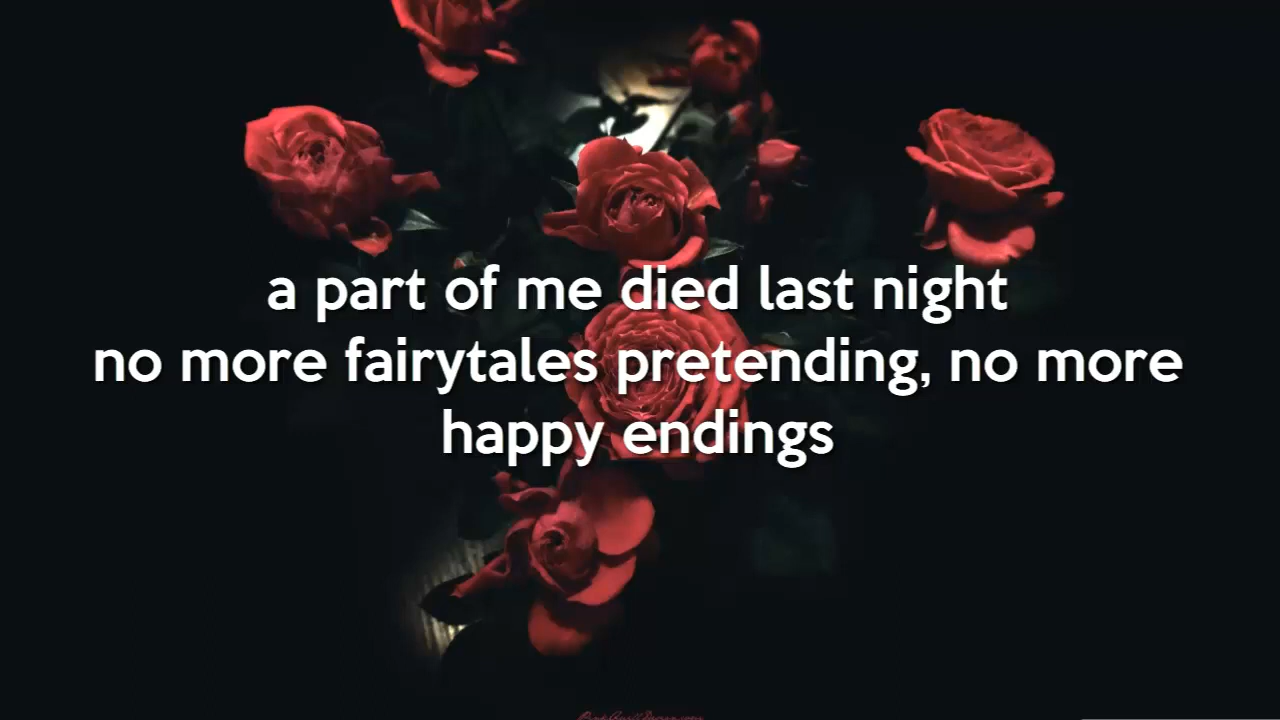 a part of me died last night
no more fairytales pretending, no more
happy endings